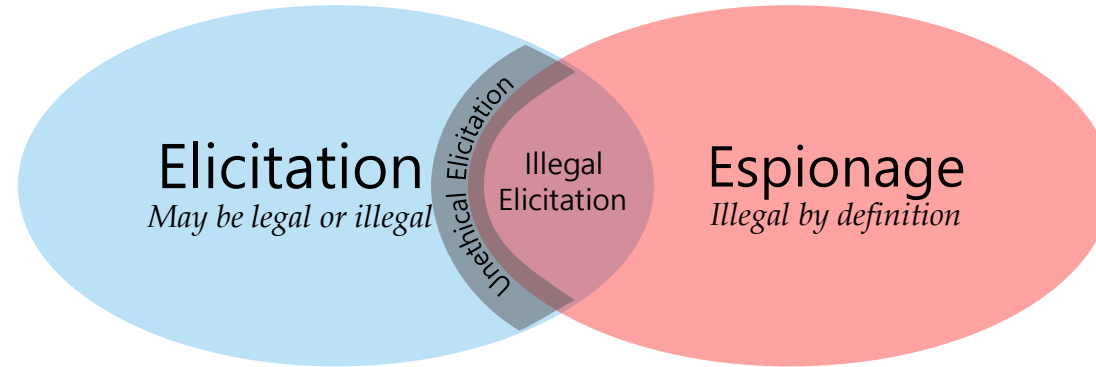 Elicitation
May be legal or illegal
Unethical Elicitation
Illegal
Elicitation
Espionage
Illegal by definition